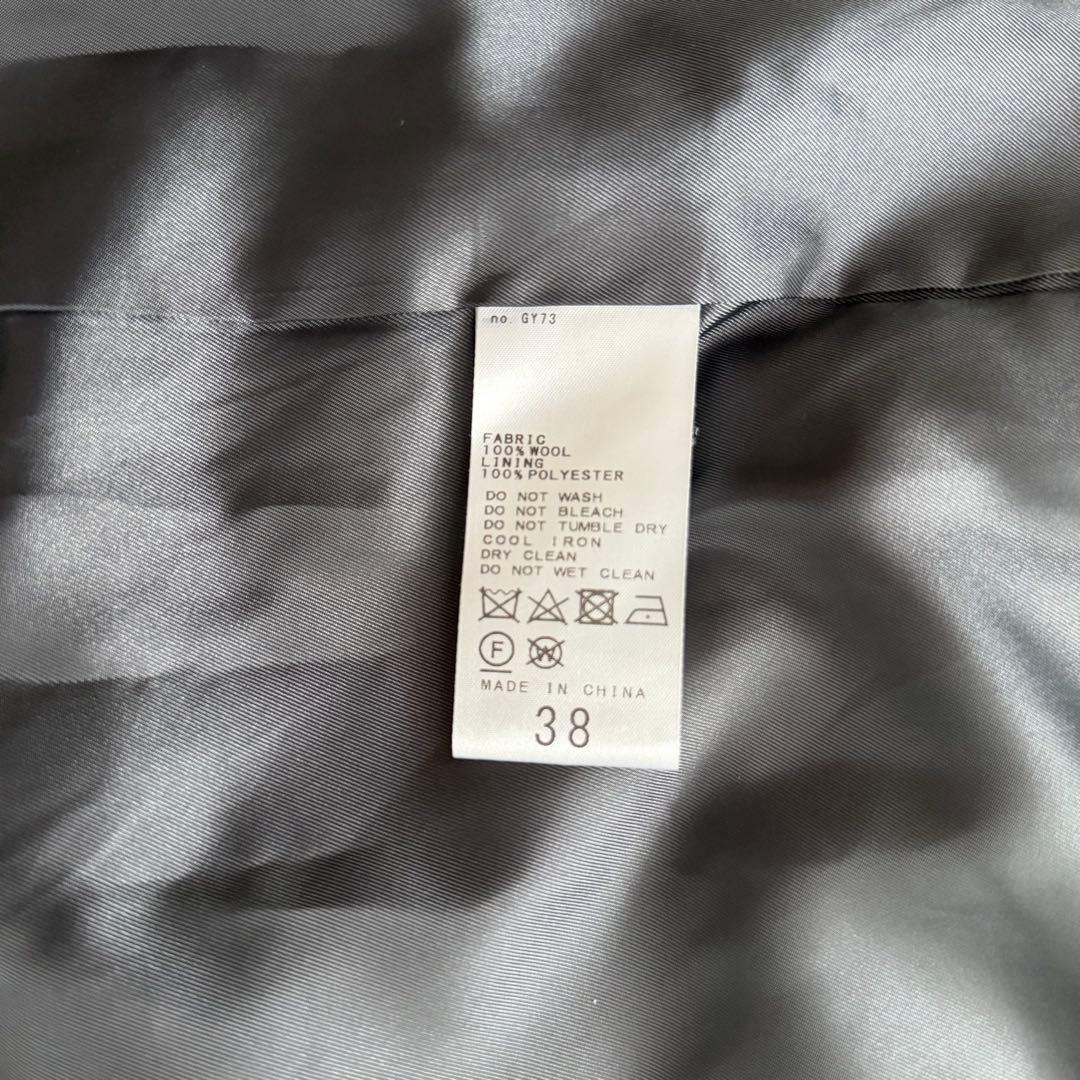 no. GY73
FABRIC
100% WOOL
LINING
100% POLYESTER
DO NOT WASH
DO NOT BLEACH
DO NOT TUMBLE DRY
COOL IRON
DRY CLEAN
DO NOT WET CLEAN
F W
MADE IN CHINA
38